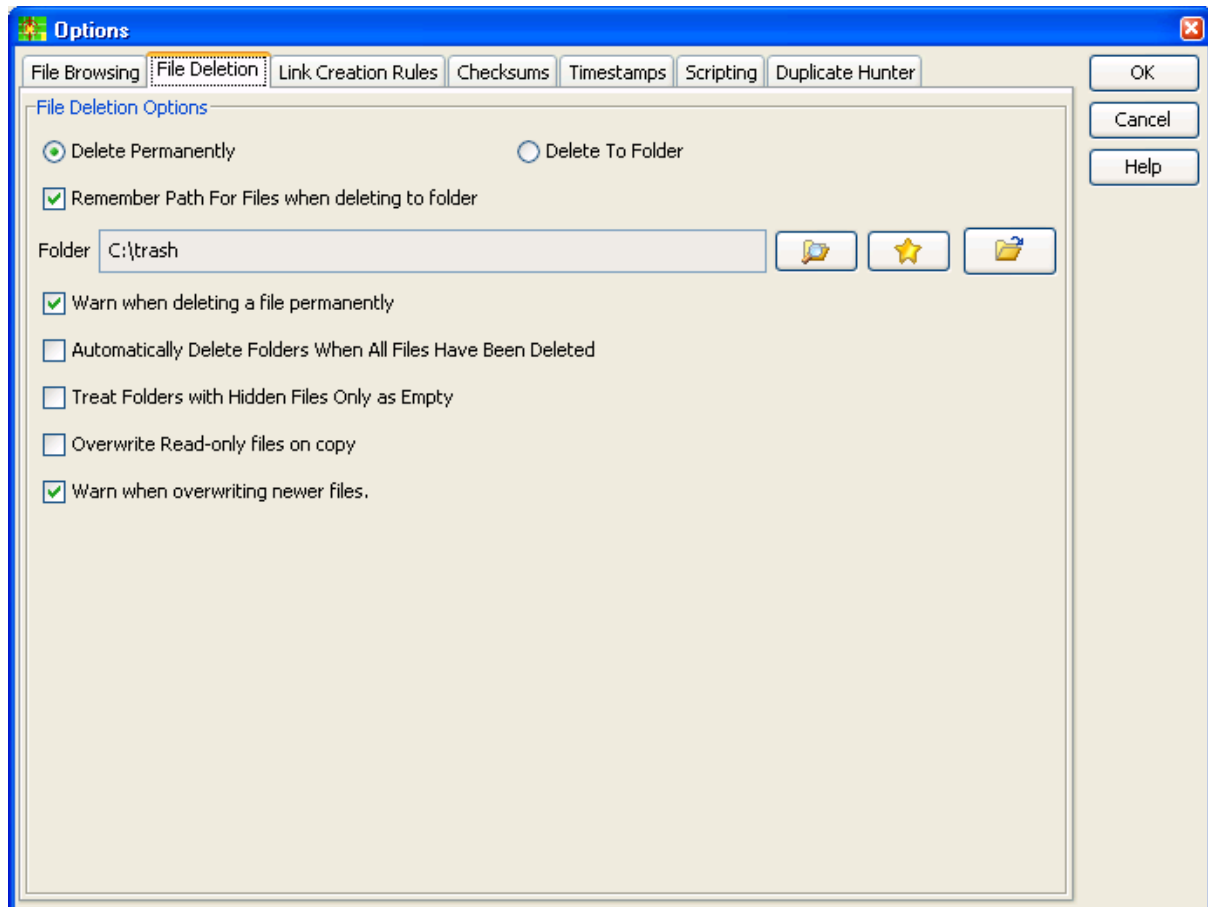 Options
File Browsing File Deletion Link Creation Rules Checksums Timestamps Scripting Duplicate Hunter
OK
File Deletion Options
Cancel
Delete Permanently Delete To Folder
Help
Remember Path For Files when deleting to folder
Folder C:\trash
Warn when deleting a file permanently
Automatically Delete Folders When All Files Have Been Deleted
Treat Folders with Hidden Files Only as Empty
Overwrite Read-only files on copy
Warn when overwriting newer files.